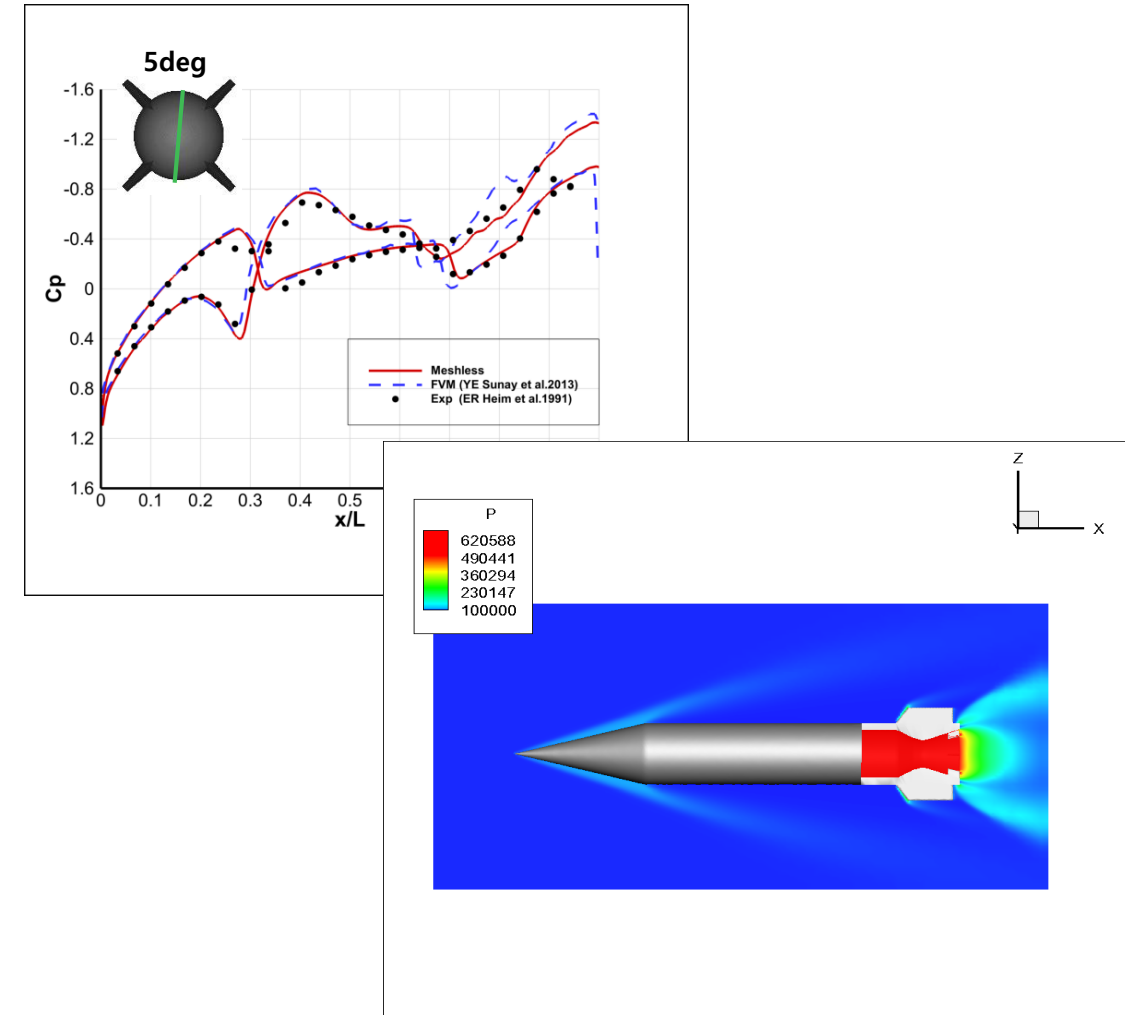 5deg
-1.6
-1.2
-0.8
-0.4
0
0.4
0.8
1.2
1.6
Cp
Meshless
FVM (YE Sunay et al.2013)
Exp (ER Heim et al.1991)
0 0.1 0.2 0.3 0.4 0.5
x/L
Z
X
P
620588
490441
360294
230147
100000